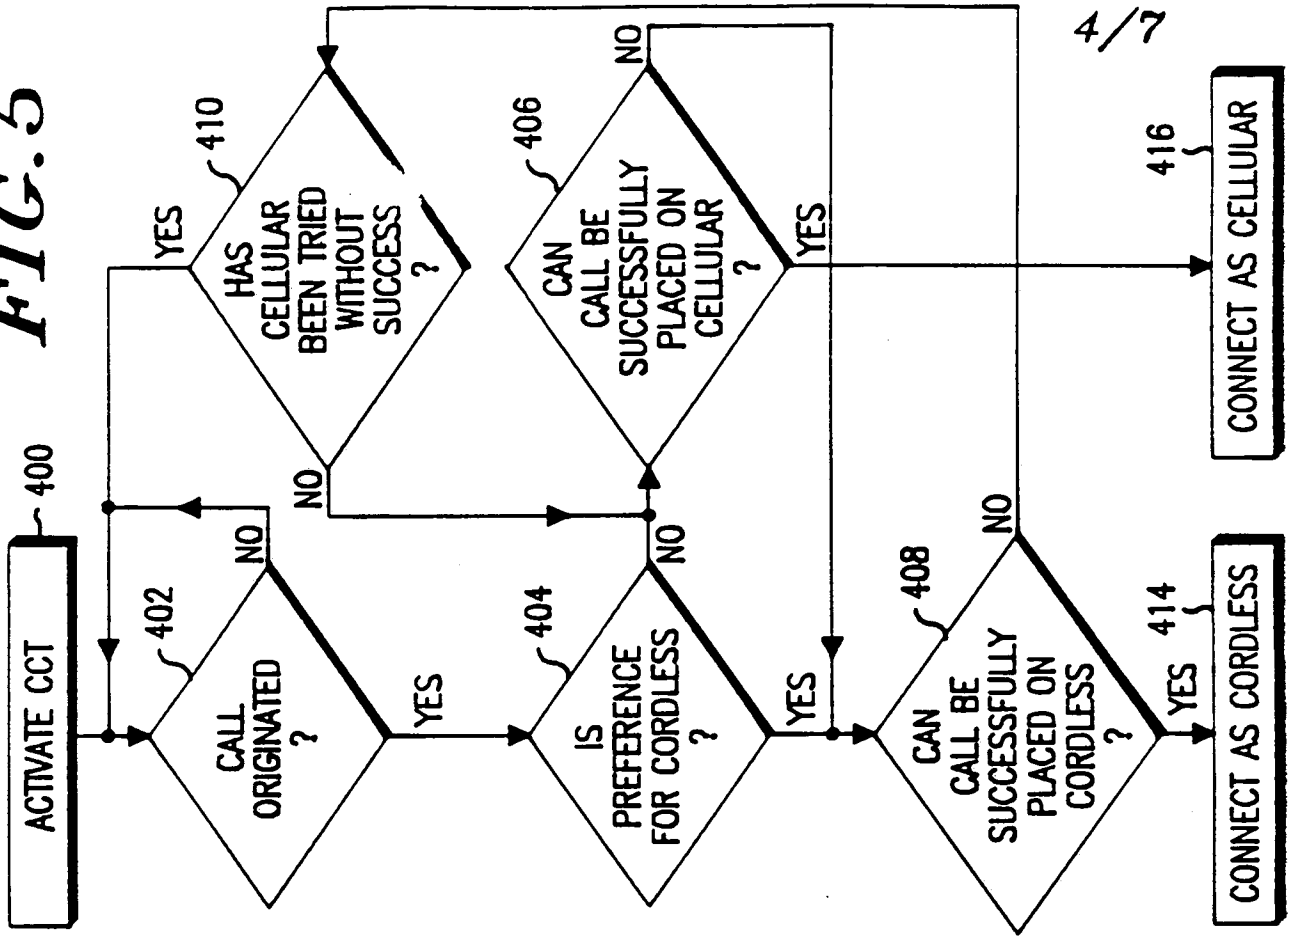 4/7
FIG.5
ACTIVATE CCT
400
CALL
ORIGINATED
?
402
NO
YES
IS
PREFERENCE
FOR CORDLESS
?
404
NO
YES
CAN
CALL BE
SUCCESSFULLY
PLACED ON
CORDLESS
?
408
NO
YES
CONNECT AS CORDLESS
414
HAS
CELLULAR
BEEN TRIED
WITHOUT
SUCCESS
?
410
YES
NO
CAN
CALL BE
SUCCESSFULLY
PLACED ON
CELLULAR
?
406
NO
YES
CONNECT AS CELLULAR
416